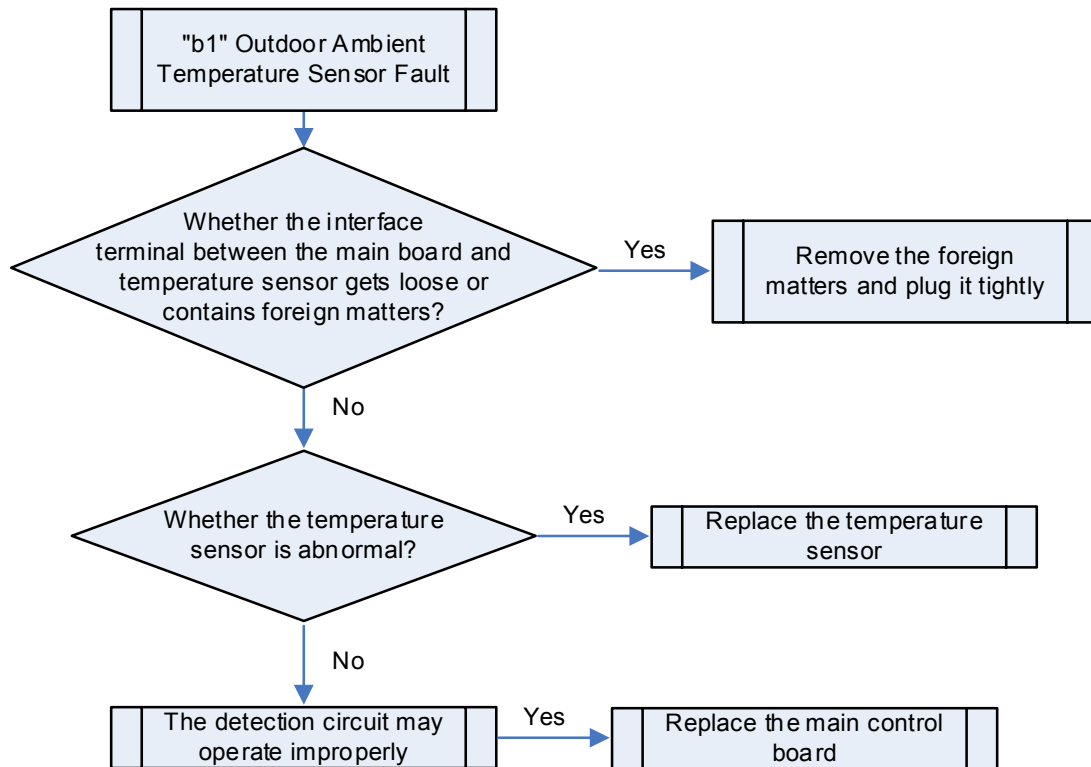 "b1" Outdoor Ambient
Temperature Sensor Fault
Whether the interface
terminal between the main board and
temperature sensor gets loose or
contains foreign matters?
Yes
Remove the foreign
matters and plug it tightly
No
Whether the temperature
sensor is abnormal?
Yes
Replace the temperature
sensor
No
The detection circuit may
operate improperly
Yes
Replace the main control
board